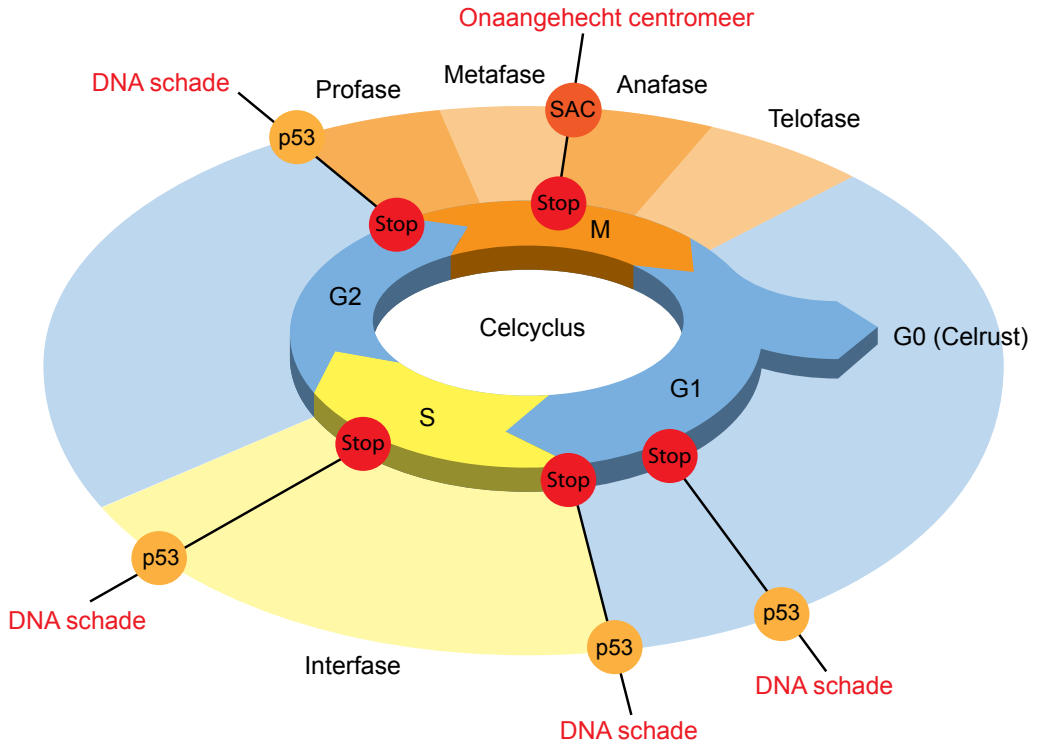 Onaangehecht centromeer
DNA schade
Profase
Metafase
Anafase
Telofase
SAC
p53
Stop
Stop
M
G2
Celcyclus
G0 (Celrust)
G1
S
Stop
Stop
Stop
p53
p53
p53
DNA schade
Interfase
DNA schade
DNA schade